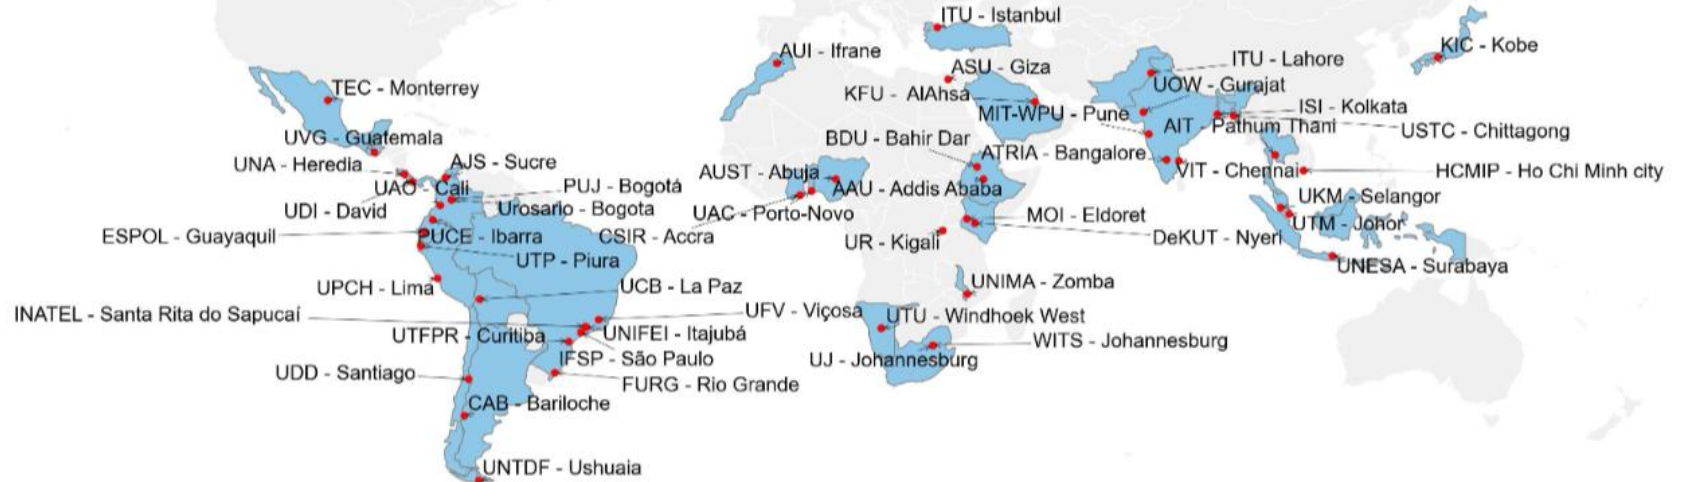 ITU - Istanbul
KIC - Kobe
AUI - Ifrane
ITU - Lahore
ASU - Giza
UOW - Gurajat
TEC - Monterrey
KFU - AlAhsa
ISI - Kolkata
MIT-WPU - Pune
AIT - Pathum Thani
USTC - Chittagong
UVG - Guatemala
BDU - Bahir Dar
ATRIA - Bangalore
UNA - Heredia
AJS - Sucre
AUST - Abuja
VIT - Chennai
HCMIP - Ho Chi Minh city
UAO - Cali
PUJ - Bogotá
AAU - Addis Ababa
UKM - Selangor
UDI - David
Urosario - Bogota
UAC - Porto-Novo
MOI - Eldoret
UTM - Johor
ESPOL - Guayaquil
PUCE - Ibarra
CSIR - Accra
UR - Kigali
DeKUT - Nyeri
UTP - Piura
UNESA - Surabaya
UPCH - Lima
UCB - La Paz
UNIMA - Zomba
INATEL - Santa Rita do Sapucaí
UFV - Viçosa
UTU - Windhoek West
UTFPR - Curitiba
UNIFEI - Itajubá
WITS - Johannesburg
IFSP - São Paulo
UJ - Johannesburg
UDD - Santiago
FURG - Rio Grande
CAB - Bariloche
UNTDF - Ushuaia